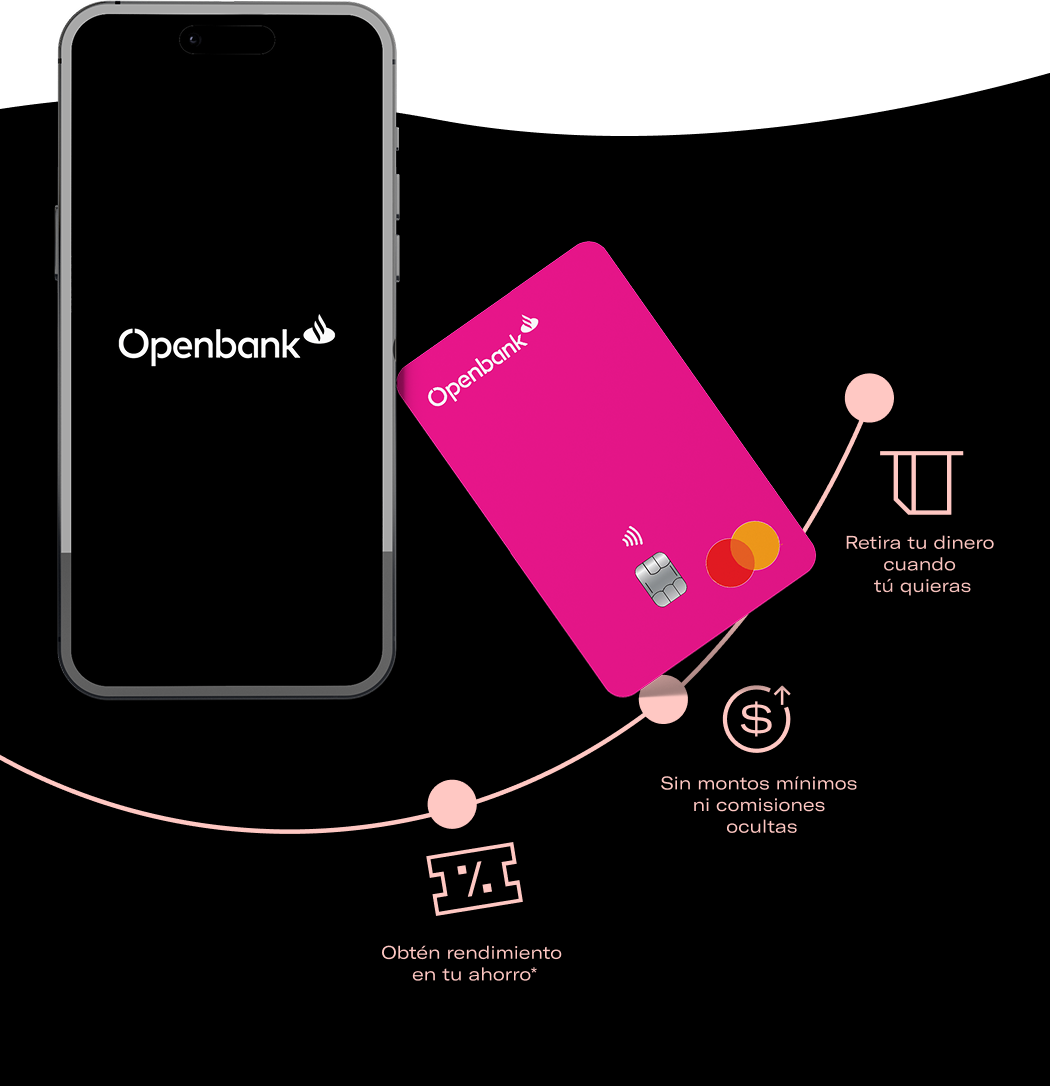 Openbank
Openbank
Retira tu dinero
cuando
tú quieras
$
Sin montos mínimos
ni comisiones
ocultas
%
Obtén rendimiento
en tu ahorro*